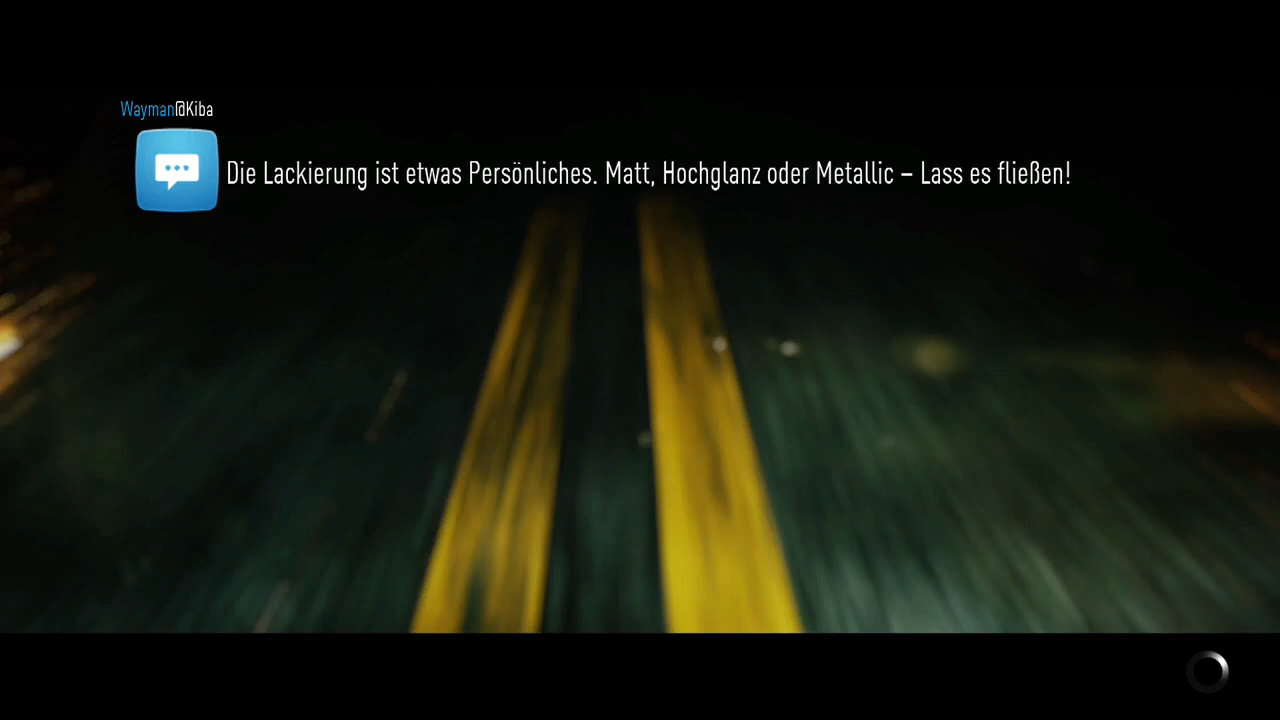 Wayman@Kiba
Die Lackierung ist etwas Persönliches. Matt, Hochglanz oder Metallic – Lass es fließen!